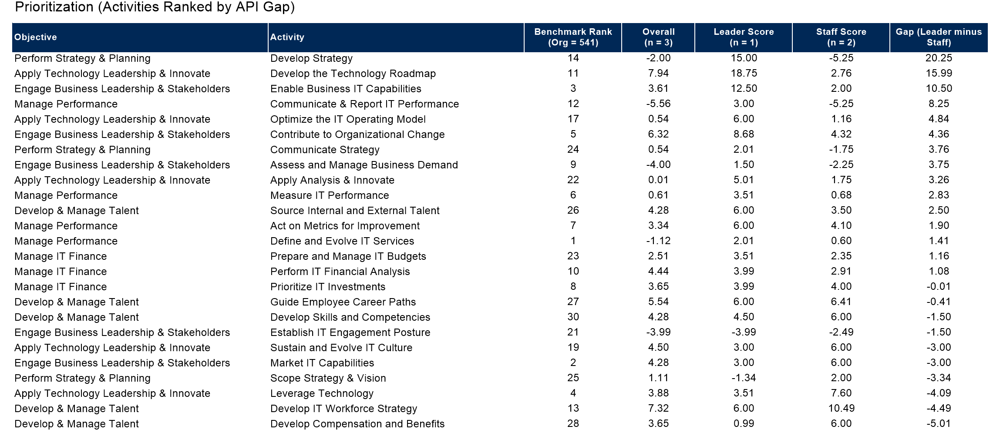 Prioritization (Activities Ranked by API Gap)
Objective Activity Benchmark Rank (Org = 541) Overall (n = 3) Leader Score (n = 1) Staff Score (n = 2) Gap (Leader minus Staff)
Perform Strategy & Planning Develop Strategy 14 -2.00 15.00 -5.25 20.25
Apply Technology Leadership & Innovate Develop the Technology Roadmap 11 7.94 18.75 2.76 15.99
Engage Business Leadership & Stakeholders Enable Business IT Capabilities 3 3.61 12.50 2.00 10.50
Manage Performance Communicate & Report IT Performance 12 -5.56 3.00 -5.25 8.25
Apply Technology Leadership & Innovate Optimize the IT Operating Model 17 0.54 6.00 1.16 4.84
Engage Business Leadership & Stakeholders Contribute to Organizational Change 5 6.32 8.68 4.32 4.36
Perform Strategy & Planning Communicate Strategy 24 0.54 2.01 -1.75 3.76
Engage Business Leadership & Stakeholders Assess and Manage Business Demand 9 -4.00 1.50 -2.25 3.75
Apply Technology Leadership & Innovate Apply Analysis & Innovate 22 0.01 5.01 1.75 3.26
Manage Performance Measure IT Performance 6 0.61 3.51 0.68 2.83
Develop & Manage Talent Source Internal and External Talent 26 4.28 6.00 3.50 2.50
Manage Performance Act on Metrics for Improvement 7 3.34 6.00 4.10 1.90
Manage Performance Define and Evolve IT Services 1 -1.12 2.01 0.60 1.41
Manage IT Finance Prepare and Manage IT Budgets 23 2.51 3.51 2.35 1.16
Manage IT Finance Perform IT Financial Analysis 10 4.44 3.99 2.91 1.08
Manage IT Finance Prioritize IT Investments 8 3.65 3.99 4.00 -0.01
Develop & Manage Talent Guide Employee Career Paths 27 5.54 6.00 6.41 -0.41
Develop & Manage Talent Develop Skills and Competencies 30 4.28 4.50 6.00 -1.50
Engage Business Leadership & Stakeholders Establish IT Engagement Posture 21 -3.99 -3.99 -2.49 -1.50
Apply Technology Leadership & Innovate Sustain and Evolve IT Culture 19 4.50 3.00 6.00 -3.00
Engage Business Leadership & Stakeholders Market IT Capabilities 2 4.28 3.00 6.00 -3.00
Perform Strategy & Planning Scope Strategy & Vision 25 1.11 -1.34 2.00 -3.34
Apply Technology Leadership & Innovate Leverage Technology 4 3.88 3.51 7.60 -4.09
Develop & Manage Talent Develop IT Workforce Strategy 13 7.32 6.00 10.49 -4.49
Develop & Manage Talent Develop Compensation and Benefits 28 3.65 0.99 6.00 -5.01